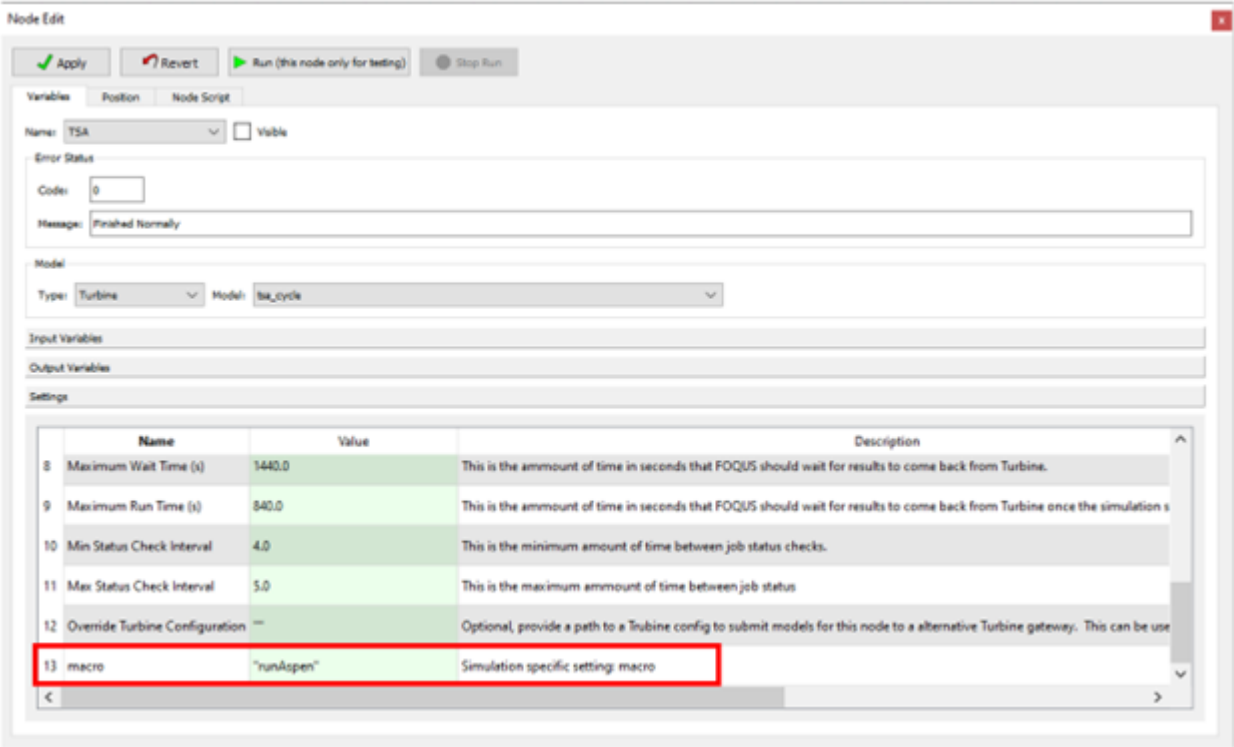 Node Edit
x
Apply Revert Run (this node only for testing) Stop Run
Variables Position Node Script
Name: TSA Visible
Error Status
Code: 0
Message: Finished Normally
Model
Type: Turbine Model: tsa_cycle
Input Variables
Output Variables
Settings
Name Value Description
8 Maximum Wait Time (s) 1440.0 This is the ammount of time in seconds that FOQUS should wait for results to come back from Turbine.
9 Maximum Run Time (s) 840.0 This is the ammount of time in seconds that FOQUS should wait for results to come back from Turbine once the simulation s
10 Min Status Check Interval 4.0 This is the minimum amount of time between job status checks.
11 Max Status Check Interval 5.0 This is the maximum ammount of time between job status
12 Override Turbine Configuration "" Optional, provide a path to a Trubine config to submit models for this node to a alternative Turbine gateway. This can be use
13 macro "runAspen" Simulation specific setting: macro